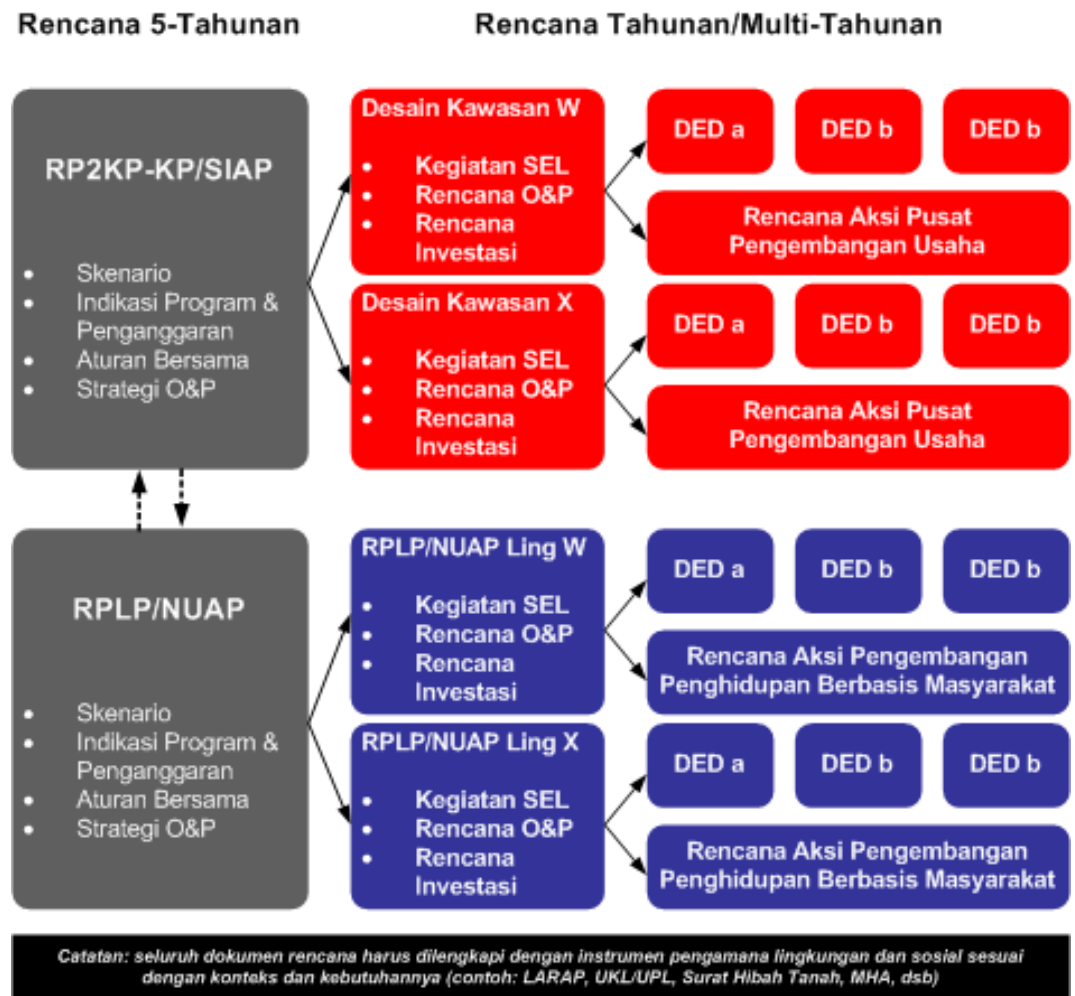 Rencana 5-Tahunan
Rencana Tahunan/Multi-Tahunan
RP2KP-KP/SIAP
• Skenario
• Indikasi Program &
Penganggaran
• Aturan Bersama
• Strategi O&P
Desain Kawasan W
• Kegiatan SEL
• Rencana O&P
• Rencana
Investasi
DED a
DED b
DED b
Rencana Aksi Pusat
Pengembangan Usaha
Desain Kawasan X
• Kegiatan SEL
• Rencana O&P
• Rencana
Investasi
DED a
DED b
DED b
Rencana Aksi Pusat
Pengembangan Usaha
RPLP/NUAP
• Skenario
• Indikasi Program &
Penganggaran
• Aturan Bersama
• Strategi O&P
RPLP/NUAP Ling W
• Kegiatan SEL
• Rencana O&P
• Rencana
Investasi
DED a
DED b
DED b
Rencana Aksi Pengembangan
Penghidupan Berbasis Masyarakat
RPLP/NUAP Ling X
• Kegiatan SEL
• Rencana O&P
• Rencana
Investasi
DED a
DED b
DED b
Rencana Aksi Pengembangan
Penghidupan Berbasis Masyarakat
Catatan: seluruh dokumen rencana harus dilengkapi dengan instrumen pengamana lingkungan dan sosial sesuai
dengan konteks dan kebutuhannya (contoh: LARAP, UKL/UPL, Surat Hibah Tanah, MHA, dsb)